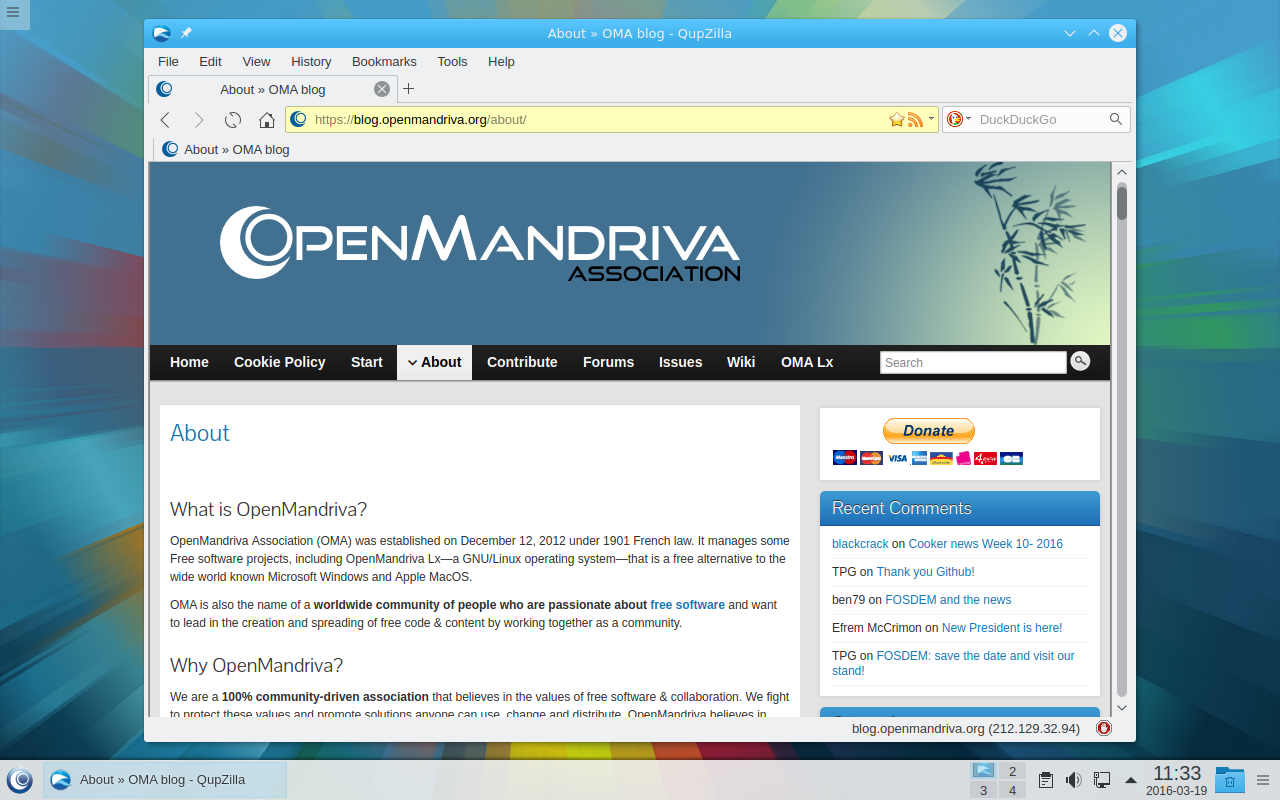 About » OMA blog - QupZilla
File Edit View History Bookmarks Tools Help
About » OMA blog
https://blog.openmandriva.org/about/
DuckDuckGo
About » OMA blog
OPENMANDRIVA
ASSOCIATION
Home Cookie Policy Start About Contribute Forums Issues Wiki OMA Lx Search
About
What is OpenMandriva?
OpenMandriva Association (OMA) was established on December 12, 2012 under 1901 French law. It manages some
Free software projects, including OpenMandriva Lx—a GNU/Linux operating system—that is a free alternative to the
wide world known Microsoft Windows and Apple MacOS.
OMA is also the name of a worldwide community of people who are passionate about free software and want
to lead in the creation and spreading of free code & content by working together as a community.
Why OpenMandriva?
We are a 100% community-driven association that believes in the values of free software & collaboration. We fight
to protect these values and promote solutions anyone can use, change and distribute. OpenMandriva believes in
Donate
VISA
Recent Comments
blackcrack on Cooker news Week 10- 2016
TPG on Thank you Github!
ben79 on FOSDEM and the news
Efrem McCrimon on New President is here!
TPG on FOSDEM: save the date and visit our
stand!
blog.openmandriva.org (212.129.32.94)
About » OMA blog - QupZilla
2
3 4
11:33
2016-03-19